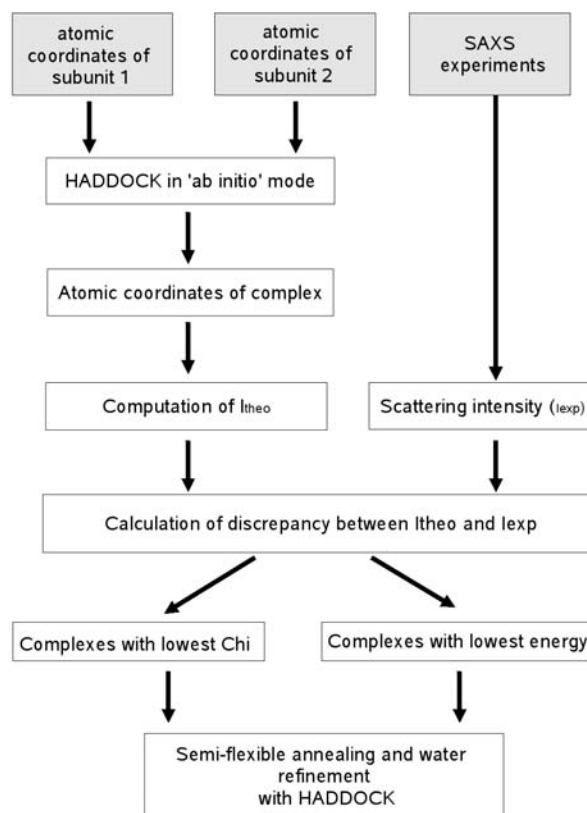 atomic
coordinates of
subunit 1
atomic
coordinates of
subunit 2
SAXS
experiments
HADDOCK in 'ab initio' mode
Atomic coordinates of complex
Computation of Itheo
Scattering intensity (Iexp)
Calculation of discrepancy between Itheo and Iexp
Complexes with lowest Chi
Complexes with lowest energy
Semi-flexible annealing and water
refinement
with HADDOCK